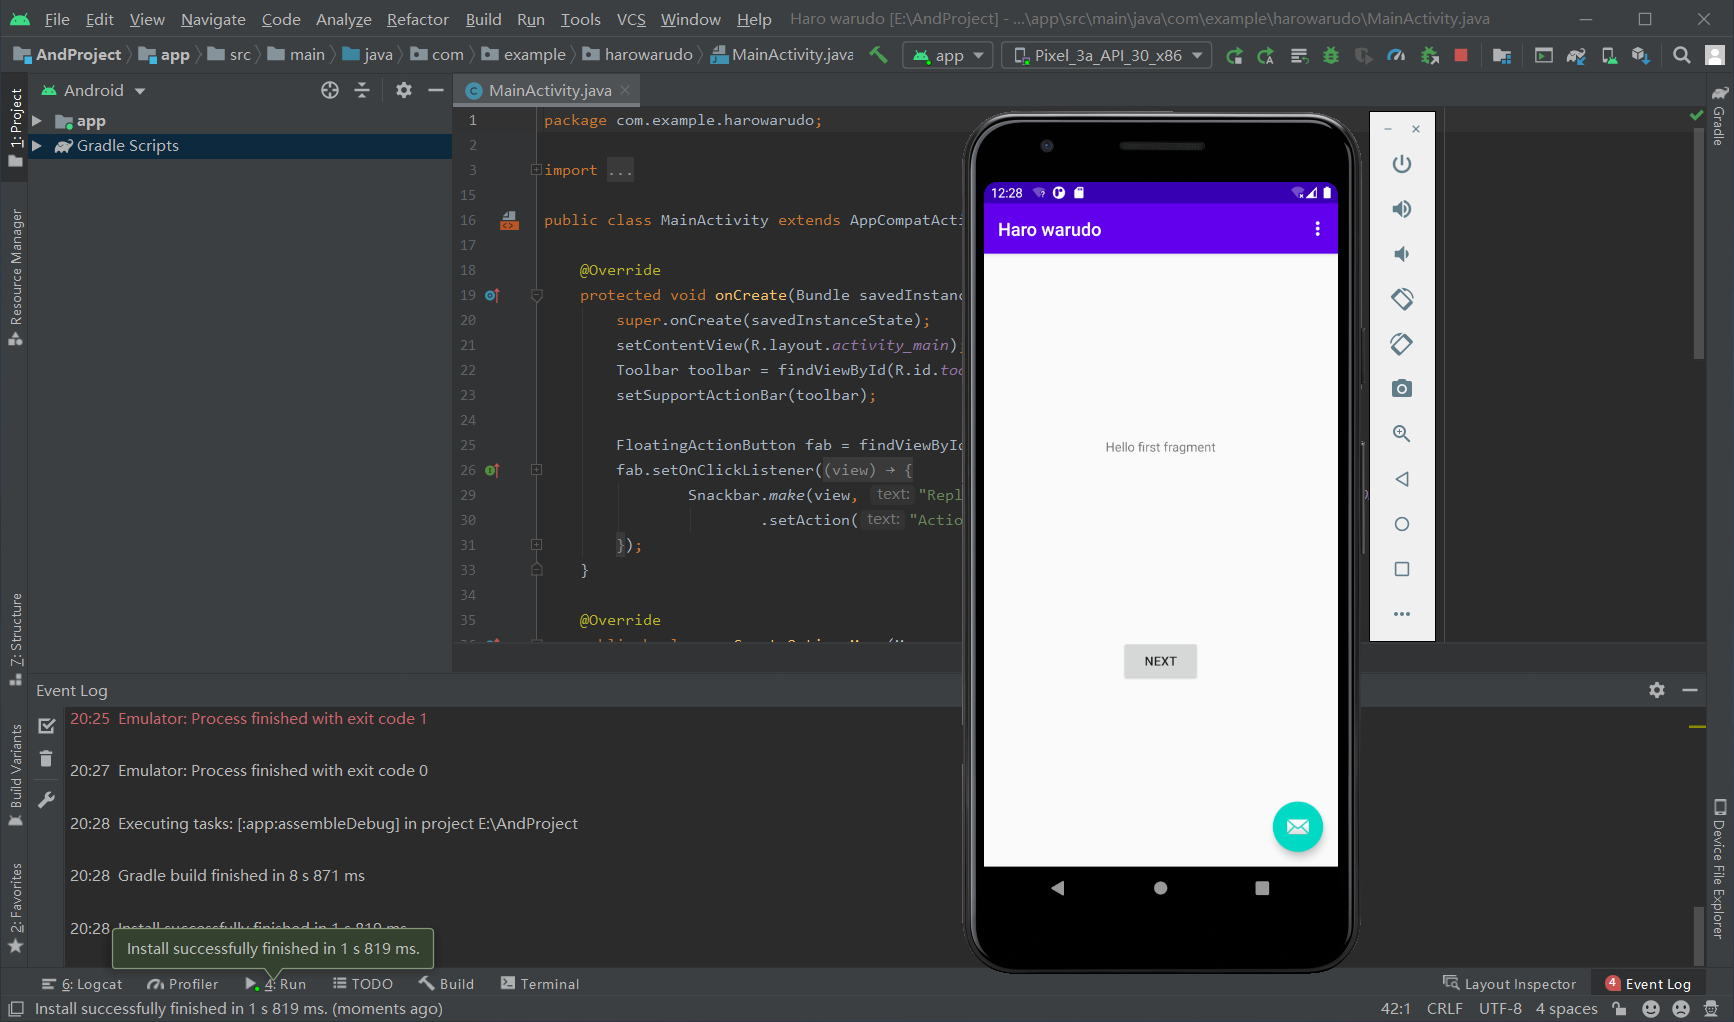 File Edit View Navigate Code Analyze Refactor Build Run Tools VCS Window Help Haro warudo [E:\AndProject] - ...\app\src\main\java\com\example\harowarudo\MainActivity.java
AndProject app src main java com example harowarudo MainActivity.java app Pixel_3a_API_30_x86
Android
MainActivity.java
app
Gradle Scripts
1: Project
Resource Manager
7: Structure
Build Variants
2: Favorites
1 package com.example.harowarudo;
2
3 import ...
15
16 public class MainActivity extends AppCompatActi
17
18 @Override
19 protected void onCreate(Bundle savedInstanc
20 super.onCreate(savedInstanceState);
21 setContentView(R.layout.activity_main);
22 Toolbar toolbar = findViewById(R.id.too
23 setSupportActionBar(toolbar);
24
25 FloatingActionButton fab = findViewById
26 fab.setOnClickListener((view) → {
29 Snackbar.make(view, text: "Repl
30 .setAction( text: "Actio
31 });
33 }
34
35 @Override
12:28
Haro warudo
Hello first fragment
NEXT
Gradle
Device File Explorer
Event Log
20:25 Emulator: Process finished with exit code 1
20:27 Emulator: Process finished with exit code 0
20:28 Executing tasks: [:app:assembleDebug] in project E:\AndProject
20:28 Gradle build finished in 8 s 871 ms
20:28 Install successfully finished in 1 s 819 ms.
Install successfully finished in 1 s 819 ms.
6: Logcat Profiler 4: Run TODO Build Terminal Layout Inspector 4 Event Log
Install successfully finished in 1 s 819 ms. (moments ago) 42:1 CRLF UTF-8 4 spaces